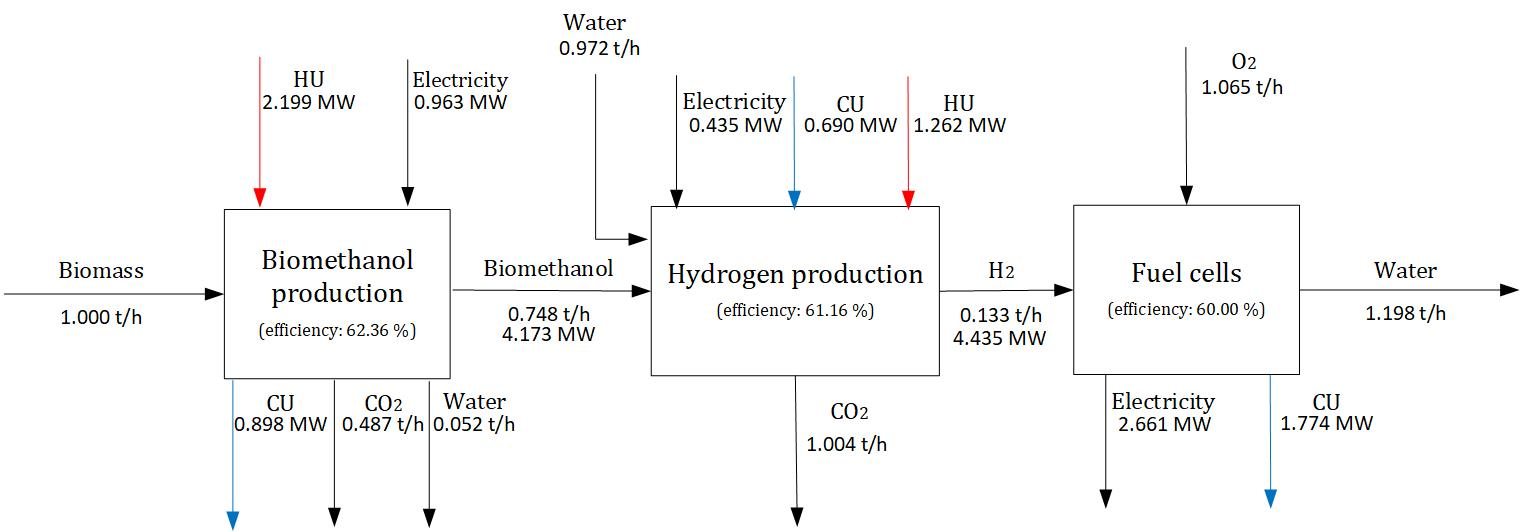 Water
0.972 t/h
HU
2.199 MW
Electricity
0.963 MW
Electricity
0.435 MW
CU
0.690 MW
HU
1.262 MW
O2
1.065 t/h
Biomass
1.000 t/h
Biomethanol
production
(efficiency: 62.36 %)
Biomethanol
0.748 t/h
4.173 MW
Hydrogen production
(efficiency: 61.16 %)
H2
0.133 t/h
4.435 MW
Fuel cells
(efficiency: 60.00 %)
Water
1.198 t/h
CU
0.898 MW
CO2
0.487 t/h
Water
0.052 t/h
CO2
1.004 t/h
Electricity
2.661 MW
CU
1.774 MW